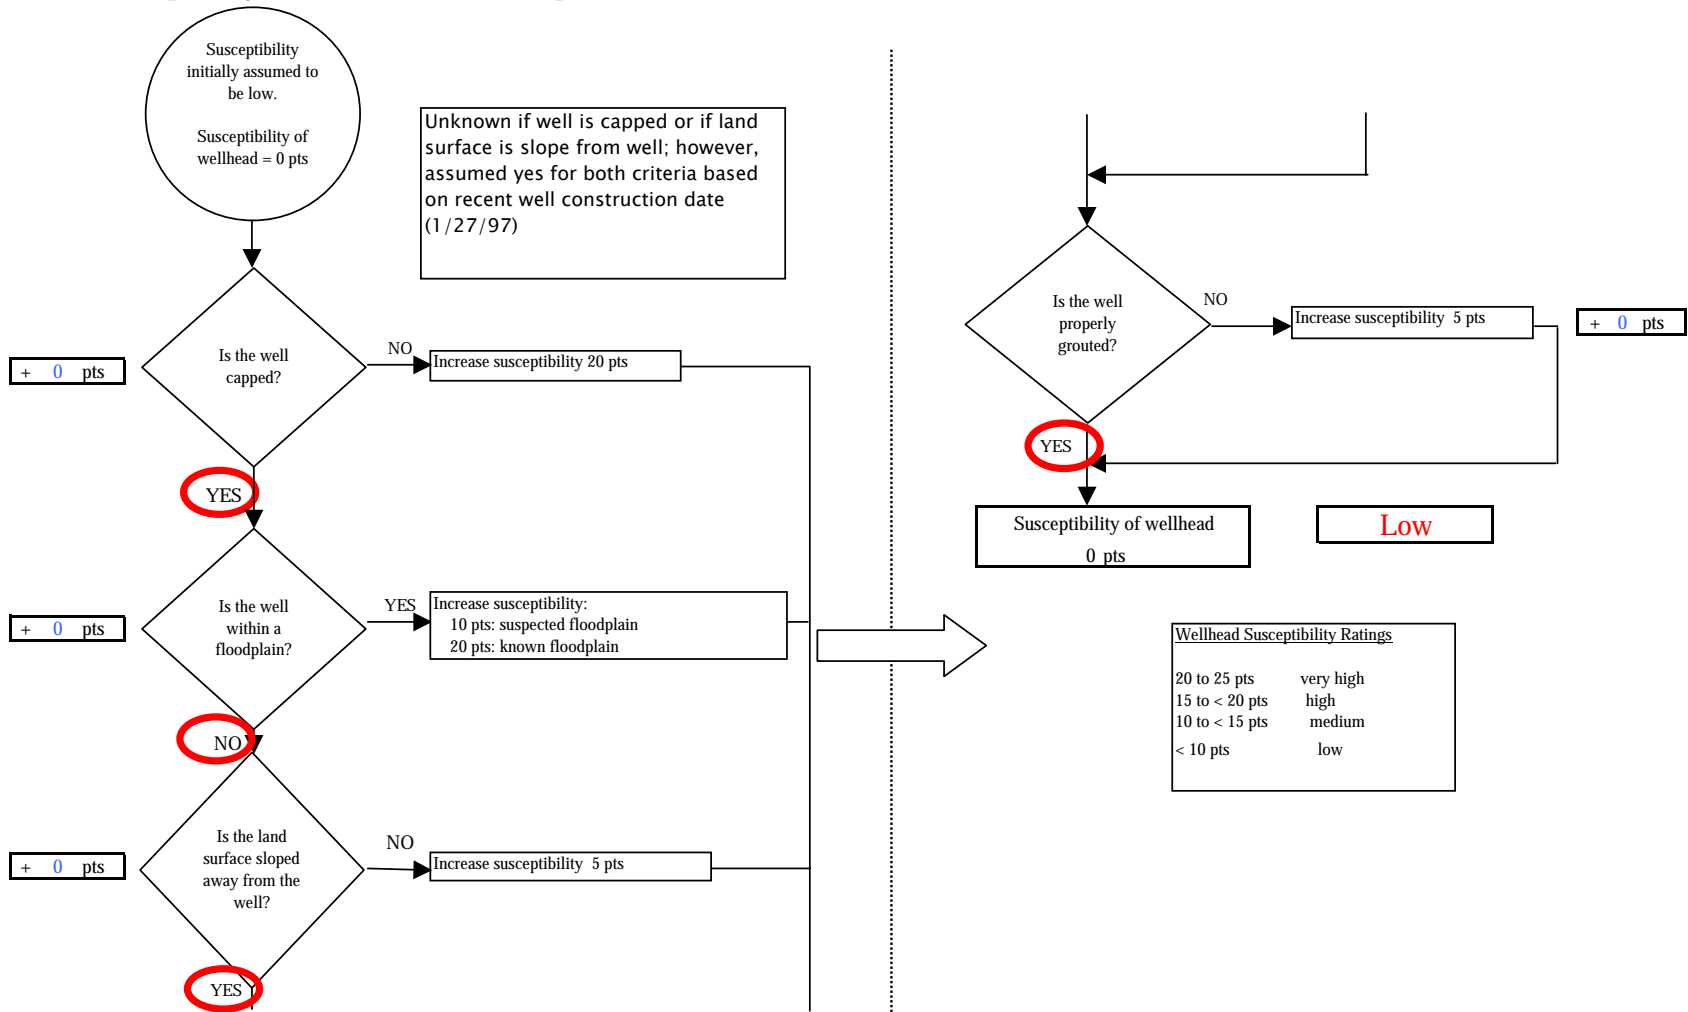 Susceptibility
initially assumed to
be low.
Susceptibility of
wellhead = 0 pts
Unknown if well is capped or if land
surface is slope from well; however,
assumed yes for both criteria based
on recent well construction date
(1/27/97)
+ 0 pts
Is the well
capped?
NO
Increase susceptibility 20 pts
YES
+ 0 pts
Is the well
within a
floodplain?
YES
Increase susceptibility:
10 pts: suspected floodplain
20 pts: known floodplain
NO
+ 0 pts
Is the land
surface sloped
away from the
well?
NO
Increase susceptibility 5 pts
YES
Is the well
properly
grouted?
NO
Increase susceptibility 5 pts
+ 0 pts
YES
Susceptibility of wellhead
0 pts
Low
Wellhead Susceptibility Ratings
20 to 25 pts very high
15 to < 20 pts high
10 to < 15 pts medium
< 10 pts low